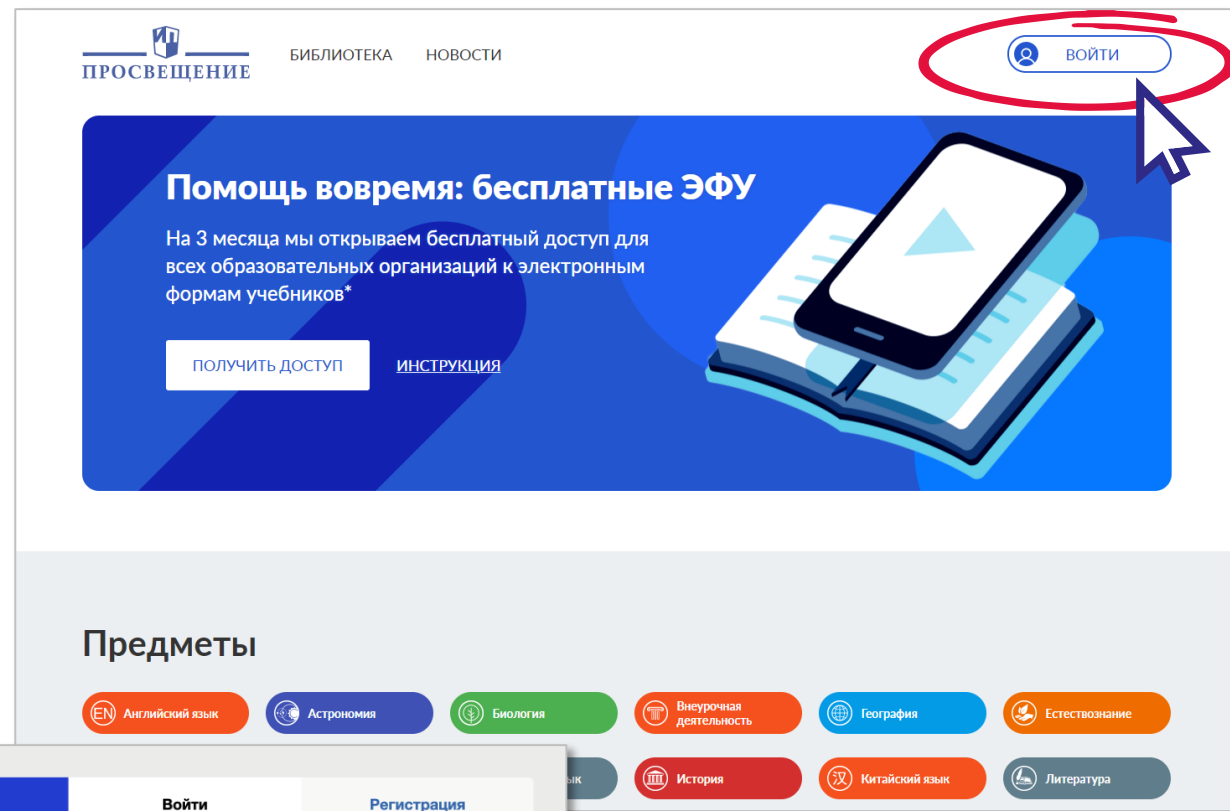 ПРОСВЕЩЕНИЕ
БИБЛИОТЕКА НОВОСТИ
ВОЙТИ
Помощь вовремя: бесплатные ЭФУ
На 3 месяца мы открываем бесплатный доступ для
всех образовательных организаций к электронным
формам учебников*
ПОЛУЧИТЬ ДОСТУП ИНСТРУКЦИЯ
Предметы
EN Английский язык
Астрономия
Биология
Внеурочная
деятельность
География
Естествознание
История
汉 Китайский язык
Литература
Войти Регистрация